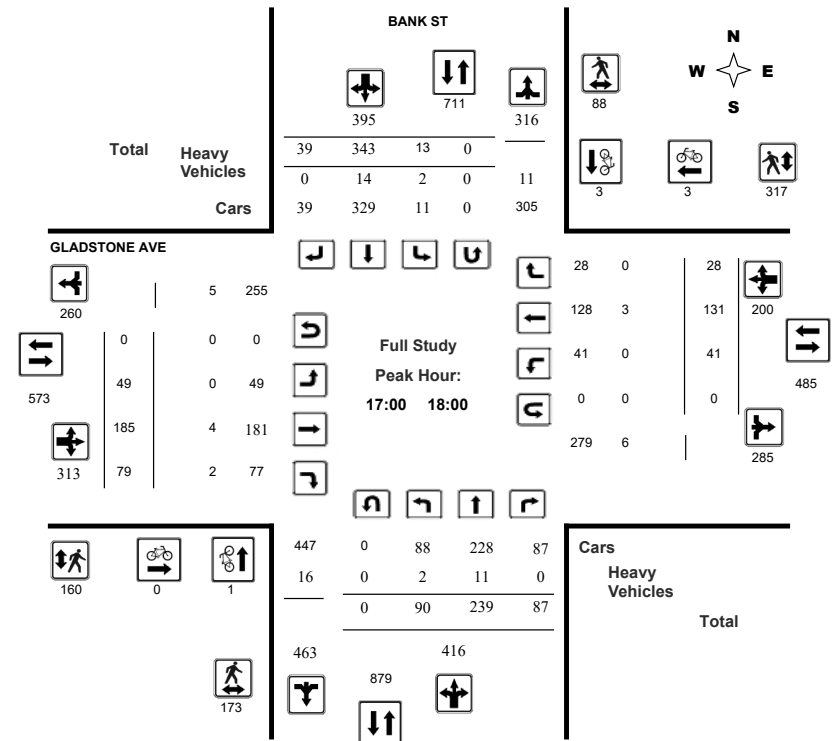 BANK ST
N
W E
S
711
88
395
316
Total
Heavy
Vehicles
39 343 13 0
0 14 2 0 11
Cars
39 329 11 0 305
3 3 317
GLADSTONE AVE
260
5 255
28 0 28
200
0 0 0
128 3 131
573
49 0 49
Full Study
Peak Hour:
17:00 18:00
41 0 41
485
185 4 181
0 0 0
313
79 2 77
279 6
285
447 0 88 228 87
Cars
16 0 2 11 0
Heavy
Vehicles
160 0 1
0 90 239 87
Total
463 416
879
173